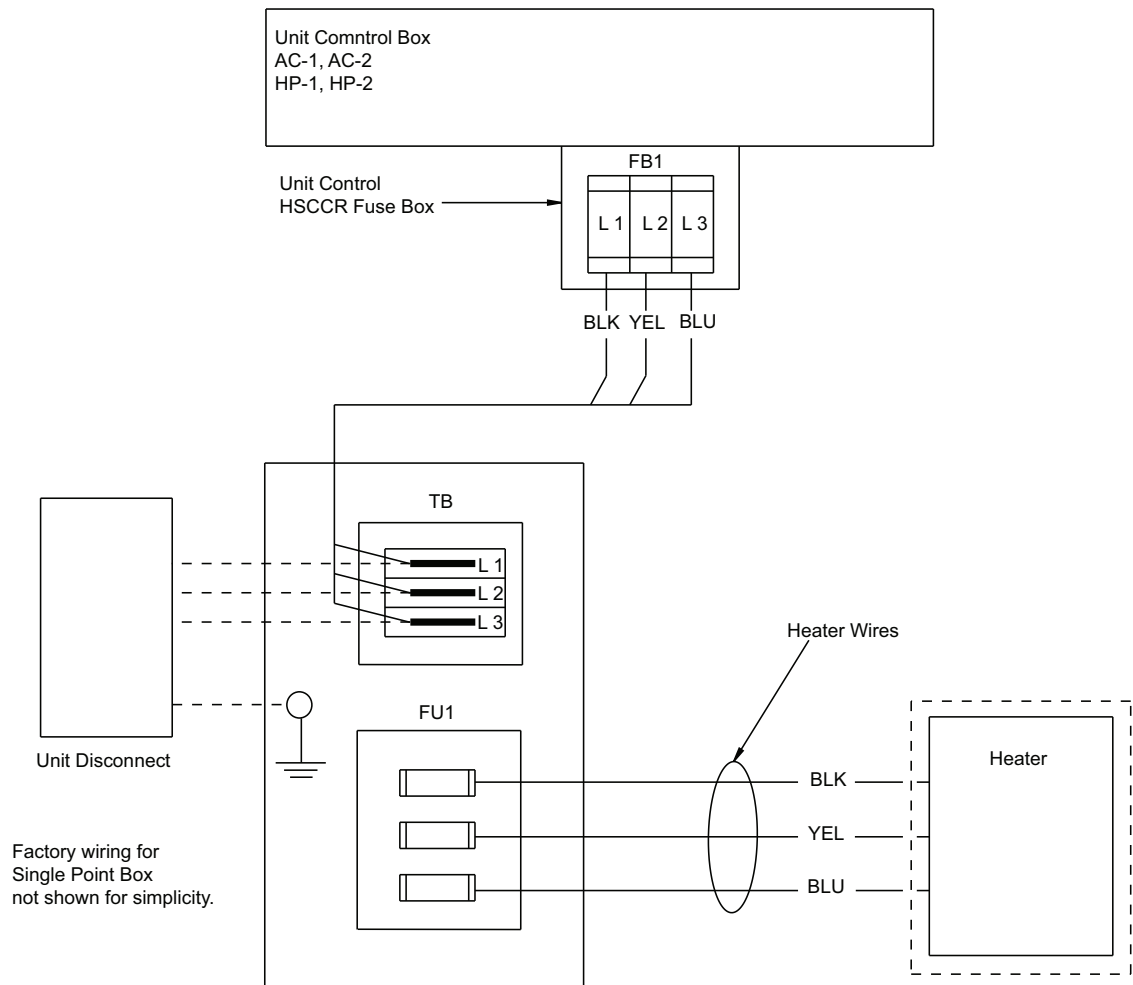 Unit Comntrol Box
AC-1, AC-2
HP-1, HP-2
FB1
Unit Control
HSCCR Fuse Box
L 1 L 2 L 3
BLK YEL BLU
TB
L 1
L 2
L 3
Heater Wires
FU1
Unit Disconnect
Heater
BLK
YEL
BLU
Factory wiring for
Single Point Box
not shown for simplicity.